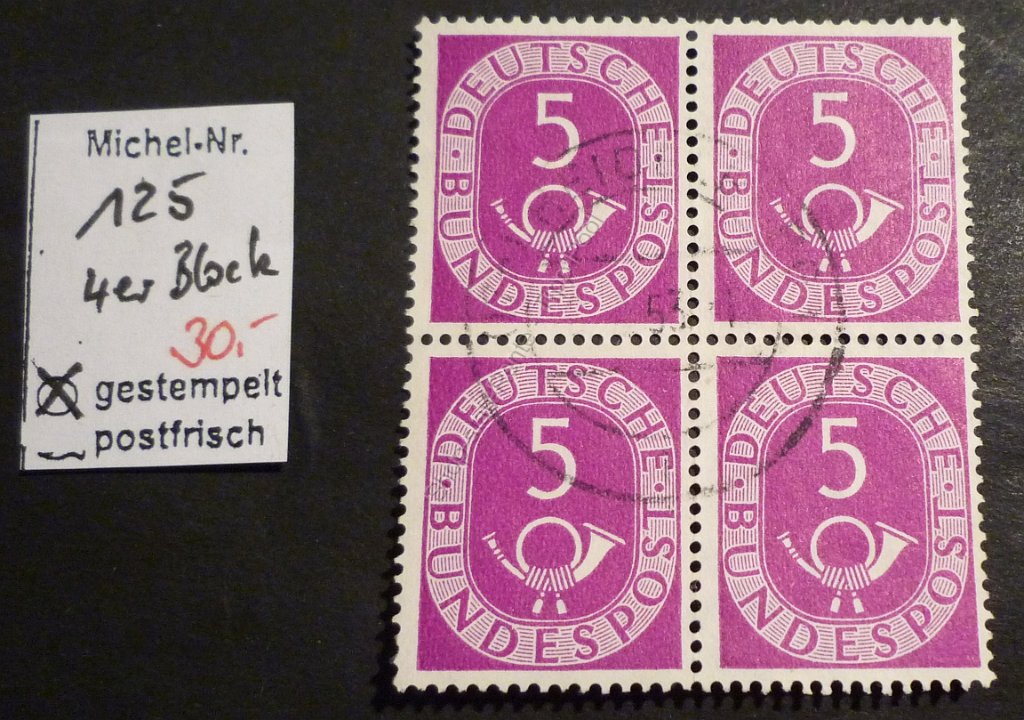 Michel-Nr.
125
4er Block
30.-
gestempelt
postfrisch
DEUTSCHE BUNDESPOST
5
DEUTSCHE BUNDESPOST
5
53
DEUTSCHE BUNDESPOST
5
DEUTSCHE BUNDESPOST
5